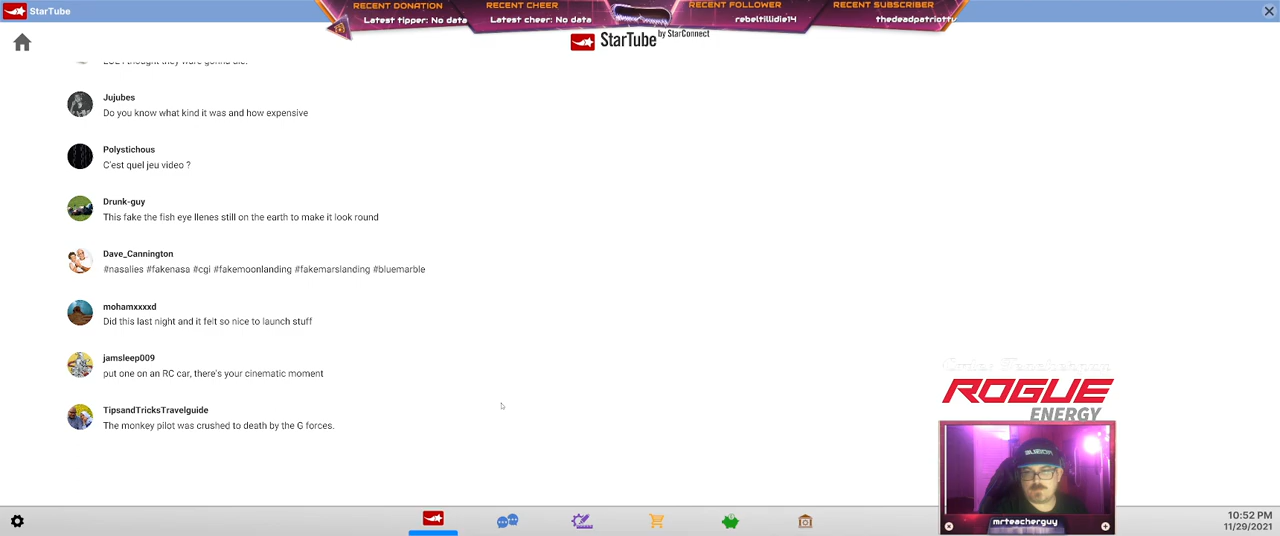 StarTube
RECENT DONATION
Latest tipper: No data
RECENT CHEER
Latest cheer: No data
RECENT FOLLOWER
rebeltillidie14
RECENT SUBSCRIBER
thedeadpatriottv
StarTube by StarConnect
Jujubes
Do you know what kind it was and how expensive
Polystichous
C'est quel jeu video ?
Drunk-guy
This fake the fish eye llenes still on the earth to make it look round
Dave_Cannington
#nasalies #fakenasa #cgi #fakemoonlanding #fakemarslanding #bluemarble
mohamxxxxd
Did this last night and it felt so nice to launch stuff
jamsleep009
put one on an RC car, there's your cinematic moment
TipsandTricksTravelguide
The monkey pilot was crushed to death by the G forces.
ROGUE
ENERGY
mrteacherguy
10:52 PM
11/29/2021